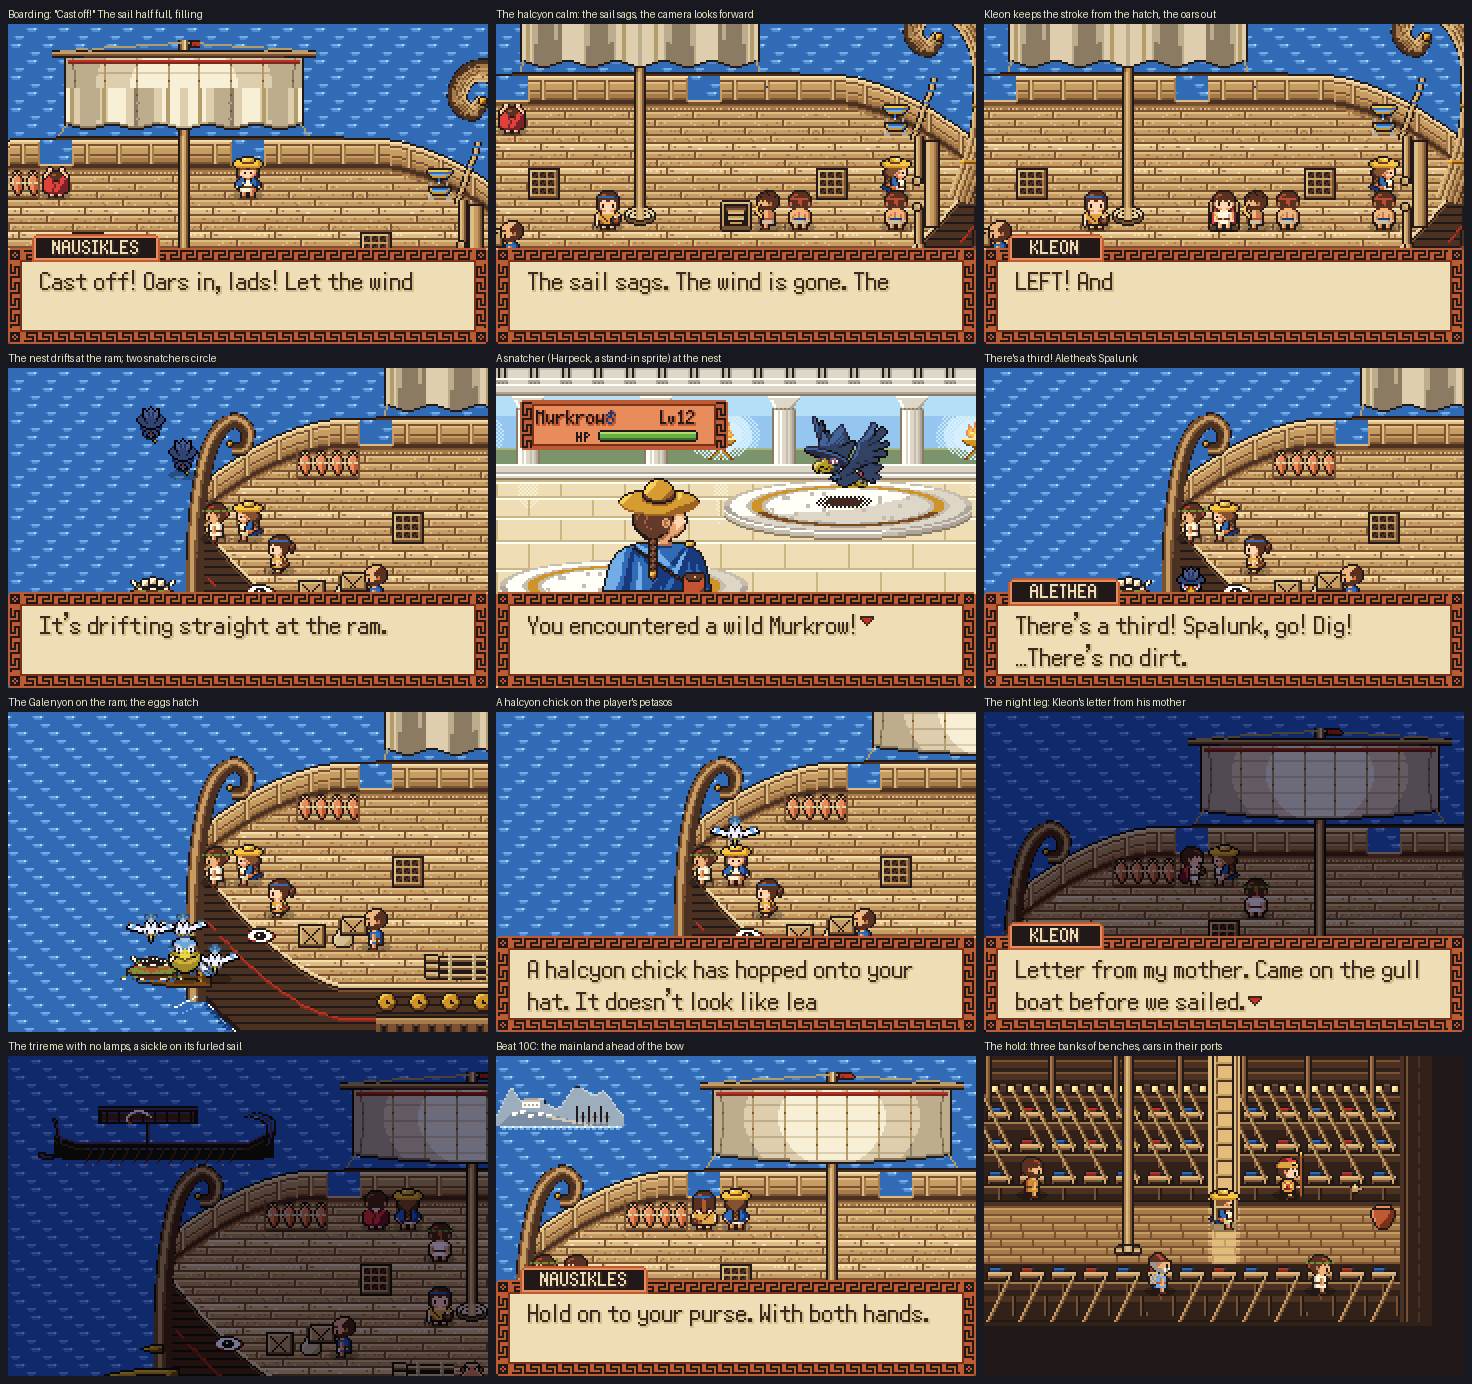 Boarding: "Cast off!" The sail half full, filling
The halcyon calm: the sail sags, the camera looks forward
Kleon keeps the stroke from the hatch, the oars out
NAUSIKLES
Cast off! Oars in, lads! Let the wind
The sail sags. The wind is gone. The
KLEON
LEFT! And
The nest drifts at the ram; two snatchers circle
A snatcher (Harpeck, a stand-in sprite) at the nest
There's a third! Alethea's Spalunk
It's drifting straight at the ram.
Murkrow♂ Lv12
HP
You encountered a wild Murkrow!
ALETHEA
There's a third! Spalunk, go! Dig!
…There's no dirt.
The Galenyon on the ram; the eggs hatch
A halcyon chick on the player's petasos
The night leg: Kleon's letter from his mother
A halcyon chick has hopped onto your
hat. It doesn't look like lea
KLEON
Letter from my mother. Came on the gull
boat before we sailed.
The trireme with no lamps, a sickle on its furled sail
Beat 10C: the mainland ahead of the bow
The hold: three banks of benches, oars in their ports
NAUSIKLES
Hold on to your purse. With both hands.